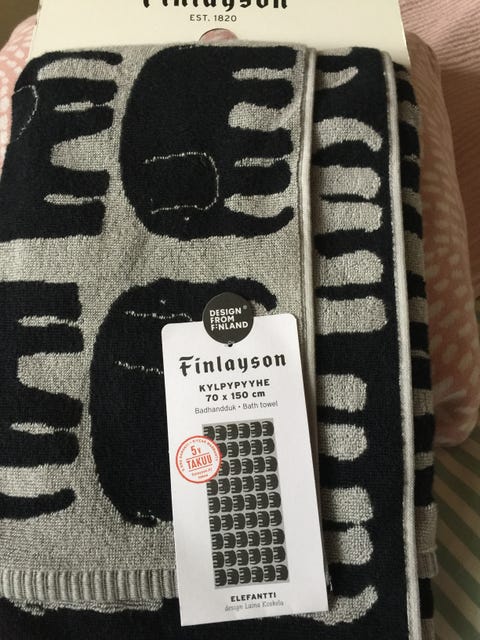 Finlayson
EST. 1820
DESIGN
FROM
FINLAND
Finlayson
KYLPYPYYHE
70 x 150 cm
Badhandduk • Bath towel
5v
TAKUU
ELEFANTTI
design Laina Koskela